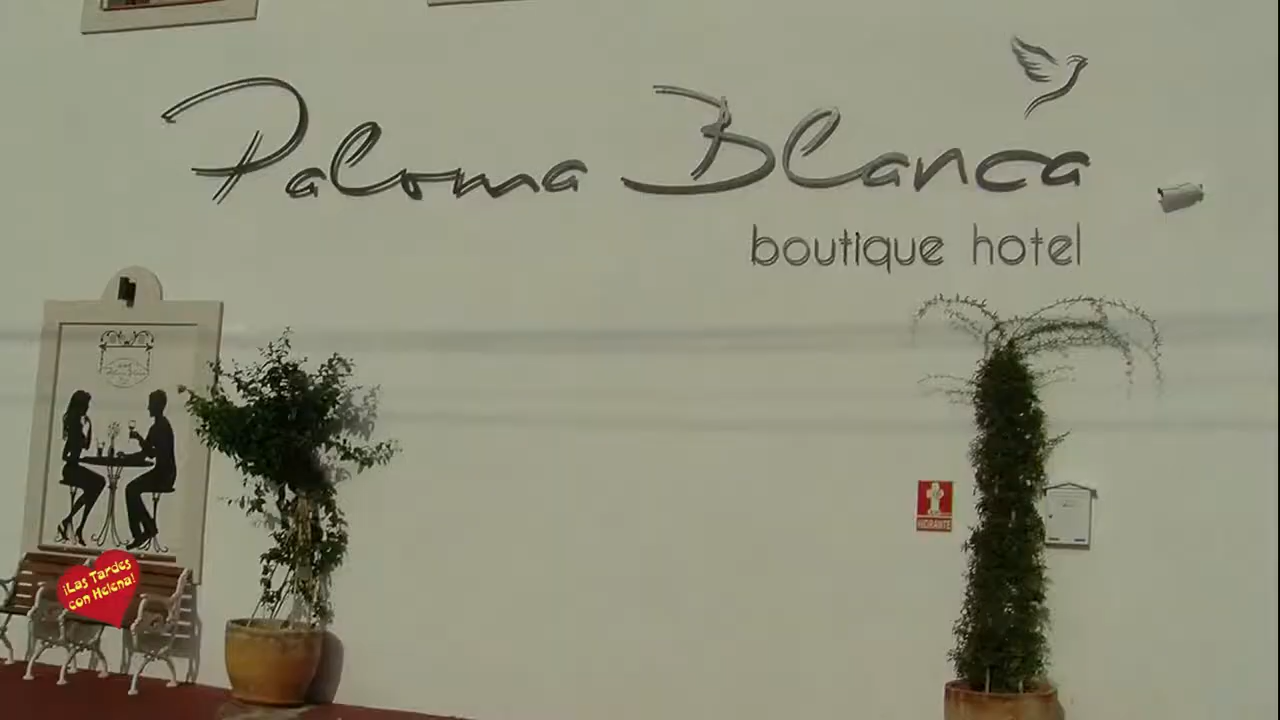 Paloma Blanca
boutique hotel
HIDRANTE
¡Las Tardes
con Helena!